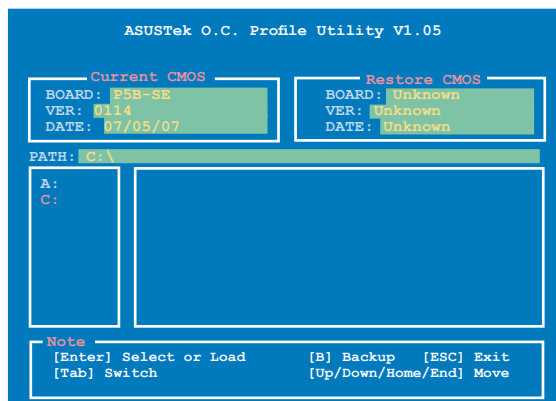 ASUSTek O.C. Profile Utility V1.05
Current CMOS
BOARD: P5B-SE
VER: 0114
DATE: 07/05/07
Restore CMOS
BOARD: Unknown
VER: Unknown
DATE: Unknown
PATH: C:\
A:
C:
Note
[Enter] Select or Load [B] Backup [ESC] Exit
[Tab] Switch [Up/Down/Home/End] Move